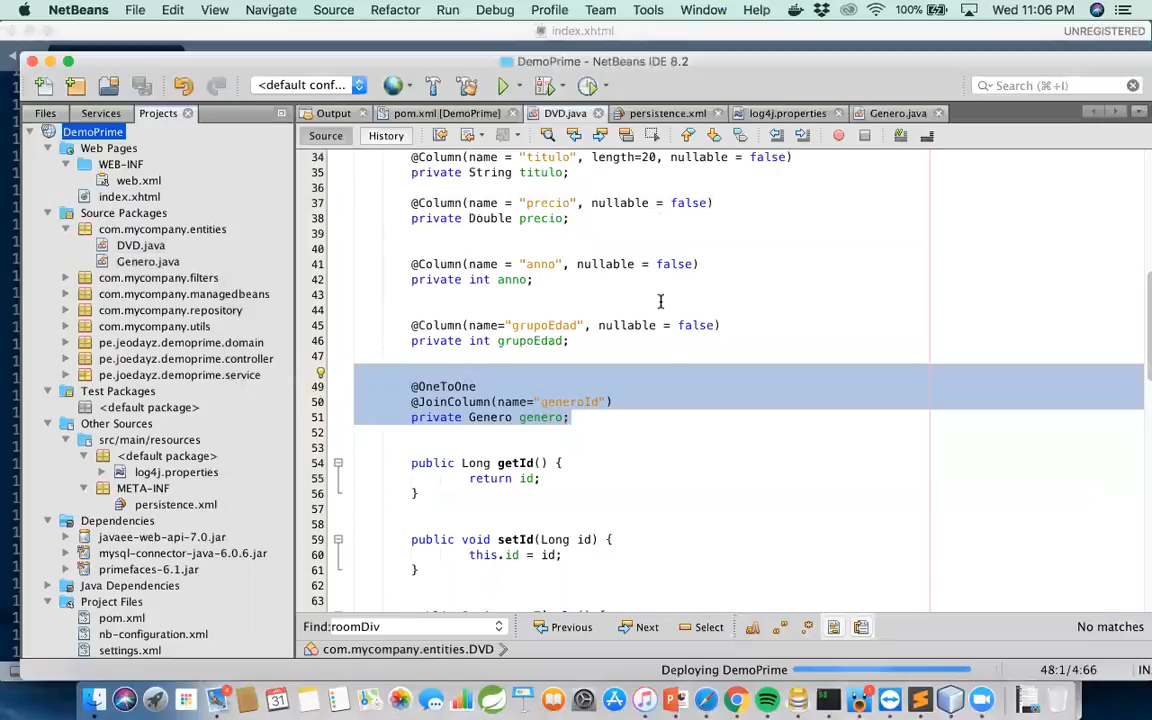 NetBeans File Edit View Navigate Source Refactor Run Debug Profile Team Tools Window Help 100% Wed 11:06 PM
index.xhtml UNREGISTERED
DemoPrime - NetBeans IDE 8.2
<default conf... Search (⌘+I)
Files Services Projects
Output pom.xml [DemoPrime] DVD.java persistence.xml log4j.properties Genero.java
Source History
DemoPrime
Web Pages
WEB-INF
web.xml
index.xhtml
Source Packages
com.mycompany.entities
DVD.java
Genero.java
com.mycompany.filters
com.mycompany.managedbeans
com.mycompany.repository
com.mycompany.utils
pe.joedayz.demoprime.domain
pe.joedayz.demoprime.controller
pe.joedayz.demoprime.service
Test Packages
<default package>
Other Sources
src/main/resources
<default package>
log4j.properties
META-INF
persistence.xml
Dependencies
javaee-web-api-7.0.jar
mysql-connector-java-6.0.6.jar
primefaces-6.1.jar
Java Dependencies
Project Files
pom.xml
nb-configuration.xml
settings.xml
34 @Column(name = "titulo", length=20, nullable = false)
35 private String titulo;
36
37 @Column(name = "precio", nullable = false)
38 private Double precio;
39
40
41 @Column(name = "anno", nullable = false)
42 private int anno;
43
44
45 @Column(name="grupoEdad", nullable = false)
46 private int grupoEdad;
47
49 @OneToOne
50 @JoinColumn(name="generoId")
51 private Genero genero;
52
53
54 public Long getId() {
55 return id;
56 }
57
58
59 public void setId(Long id) {
60 this.id = id;
61 }
62
63
Find: roomDiv Previous Next Select No matches
com.mycompany.entities.DVD
Deploying DemoPrime 48:1/4:66 IN
31